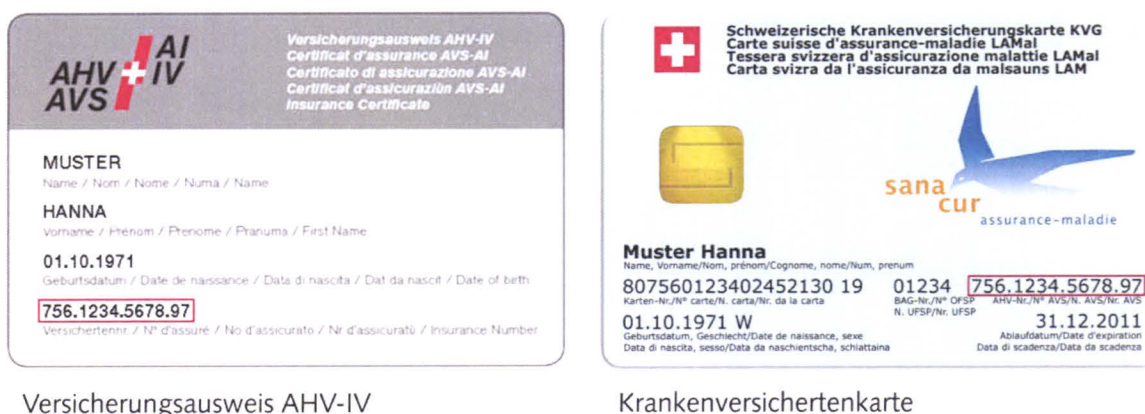 AHV AI
AVS IV
Versicherungsausweis AHV-IV
Certificat d'assurance AVS-AI
Certificato di assicurazione AVS-AI
Certificat d'assicuraziun AVS-AI
Insurance Certificate
MUSTER
Name / Nom / Nome / Numa / Name
HANNA
Vorname / Prénom / Prenome / Pranuma / First Name
01.10.1971
Geburtsdatum / Date de naissance / Data di nascita / Dat da nascit / Date of birth
756.1234.5678.97
Versichertennr. / N° d'assuré / No d'assicurato / Nr d'assicuratù / Insurance Number
Versicherungsausweis AHV-IV
Schweizerische Krankenversicherungskarte KVG
Carte suisse d'assurance-maladie LAMal
Tessera svizzera d'assicurazione malattie LAMal
Carta svizra da l'assicuranza da malsauns LAM
sana
cur
assurance-maladie
Muster Hanna
Name, Vorname/Nom, prénom/Cognome, nome/Num, prenum
807560123402452130 19 01234 756.1234.5678.97
Karten-Nr./N° carte/N. carta/Nr. da la carta BAG-Nr./N° OFSP AHV-Nr./N° AVS/N. AVS/Nr. AVS
N. UFSP/Nr. UFSP
01.10.1971 W 31.12.2011
Geburtsdatum, Geschlecht/Date de naissance, sexe Ablaufdatum/Date d'expiration
Data di nascita, sesso/Data da naschientscha, schlattaina Data di scadenza/Data da scadenza
Krankenversichertenkarte